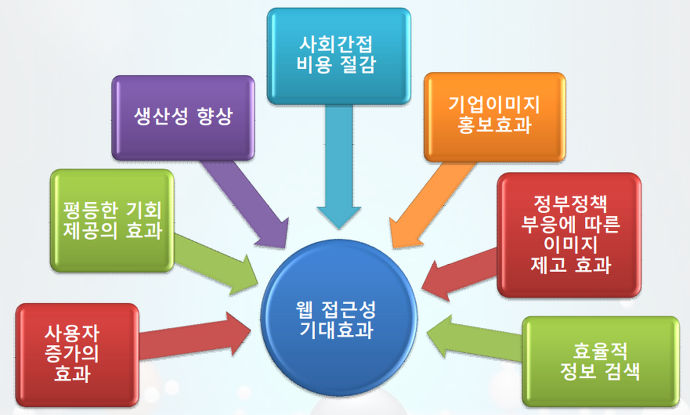 사회간접
비용 절감
생산성 향상
기업이미지
홍보효과
평등한 기회
제공의 효과
정부정책
부응에 따른
이미지
제고 효과
사용자
증가의
효과
웹 접근성
기대효과
효율적
정보 검색